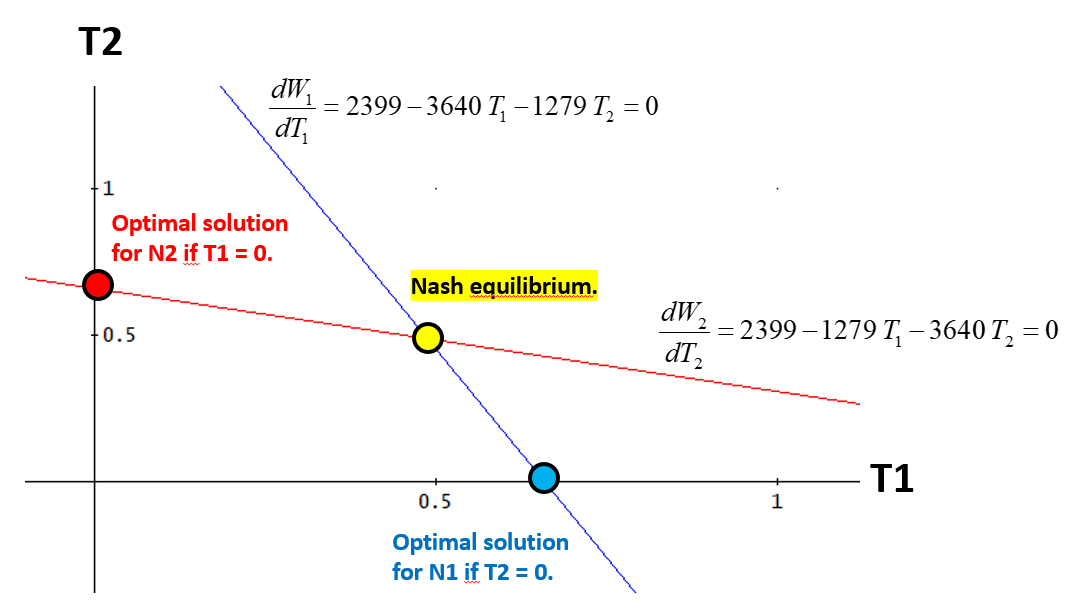 T2
dW₁/dT₁ = 2399 − 3640 T₁ − 1279 T₂ = 0
1
Optimal solution
for N2 if T1 = 0.
Nash equilibrium.
0.5
dW₂/dT₂ = 2399 − 1279 T₁ − 3640 T₂ = 0
T1
0.5
1
Optimal solution
for N1 if T2 = 0.